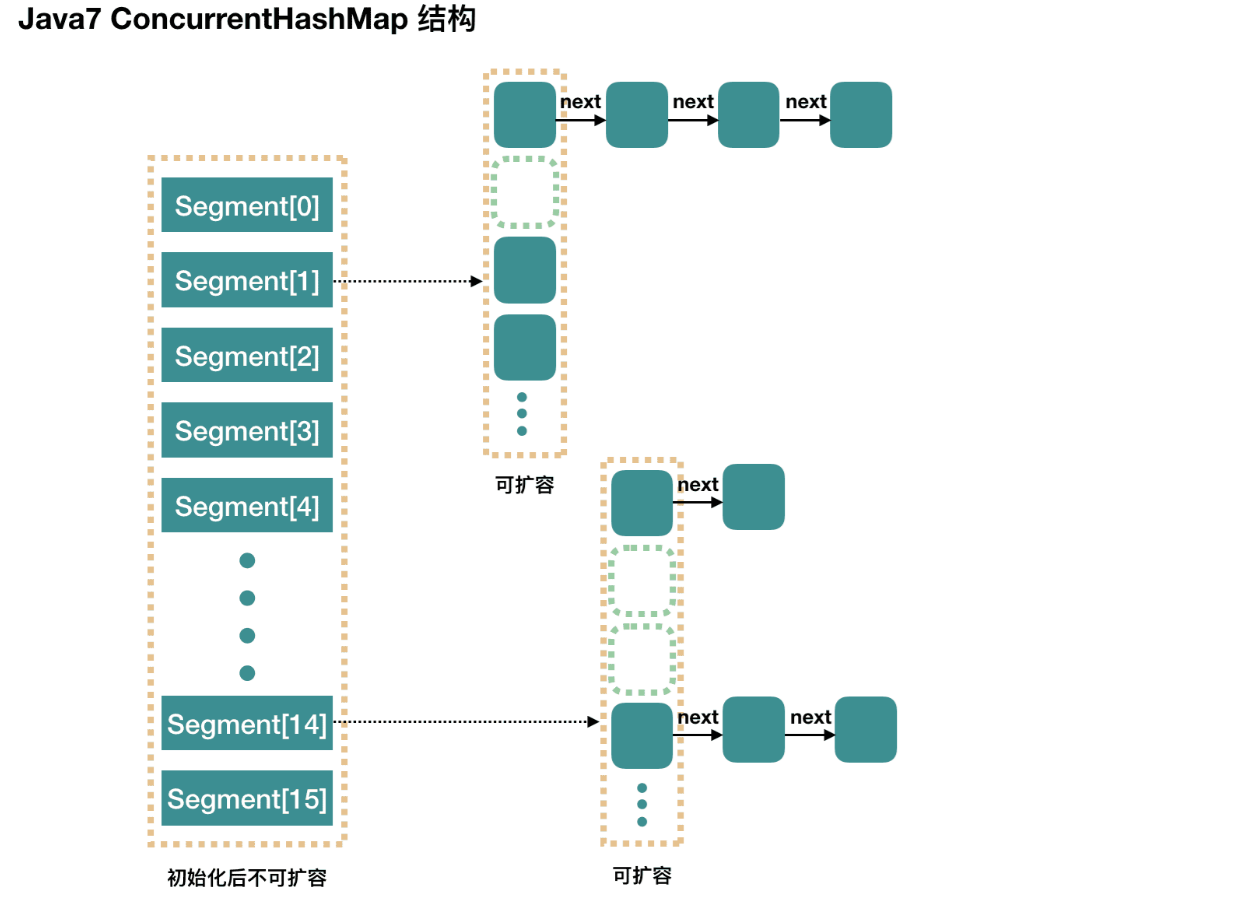 Java7 ConcurrentHashMap 结构
next next next
Segment[0]
Segment[1]
Segment[2]
Segment[3]
Segment[4]
可扩容
next
Segment[14]
next next
Segment[15]
初始化后不可扩容
可扩容